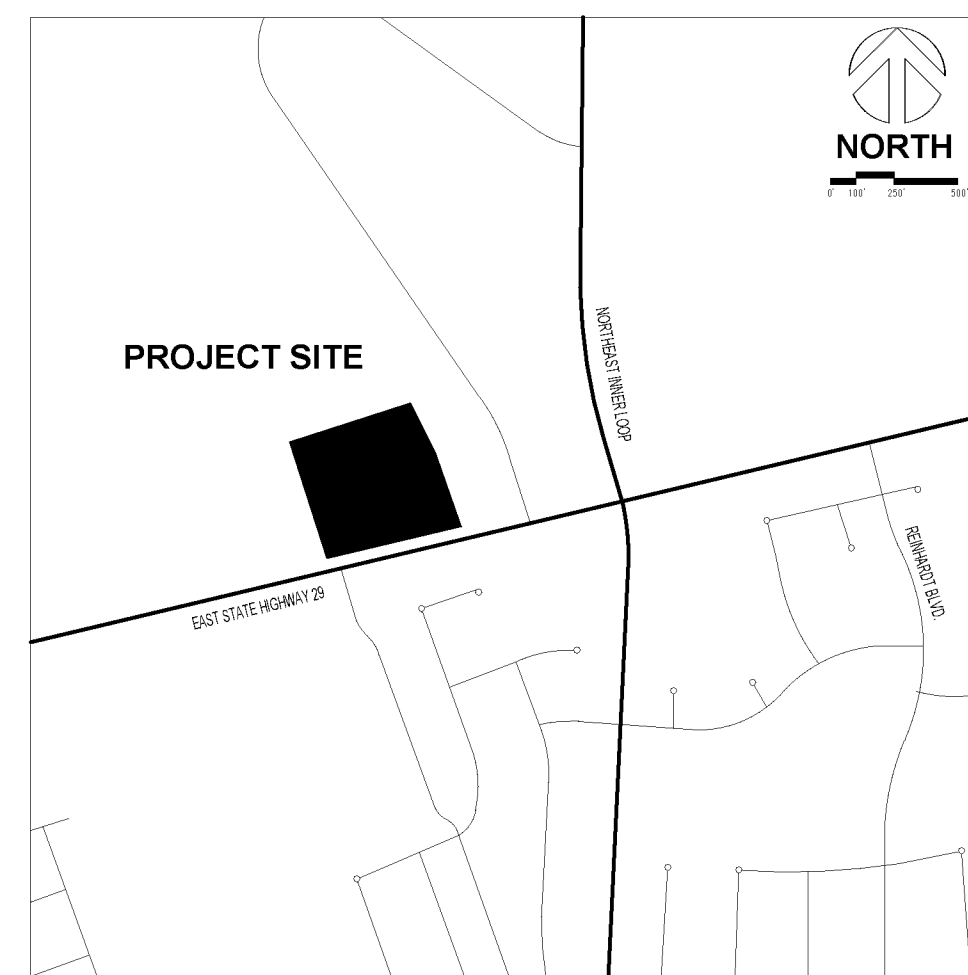 NORTH
0' 100' 250' 500'
NORTHEAST INNER LOOP
PROJECT SITE
REINHARDT BLVD.
EAST STATE HIGHWAY 29